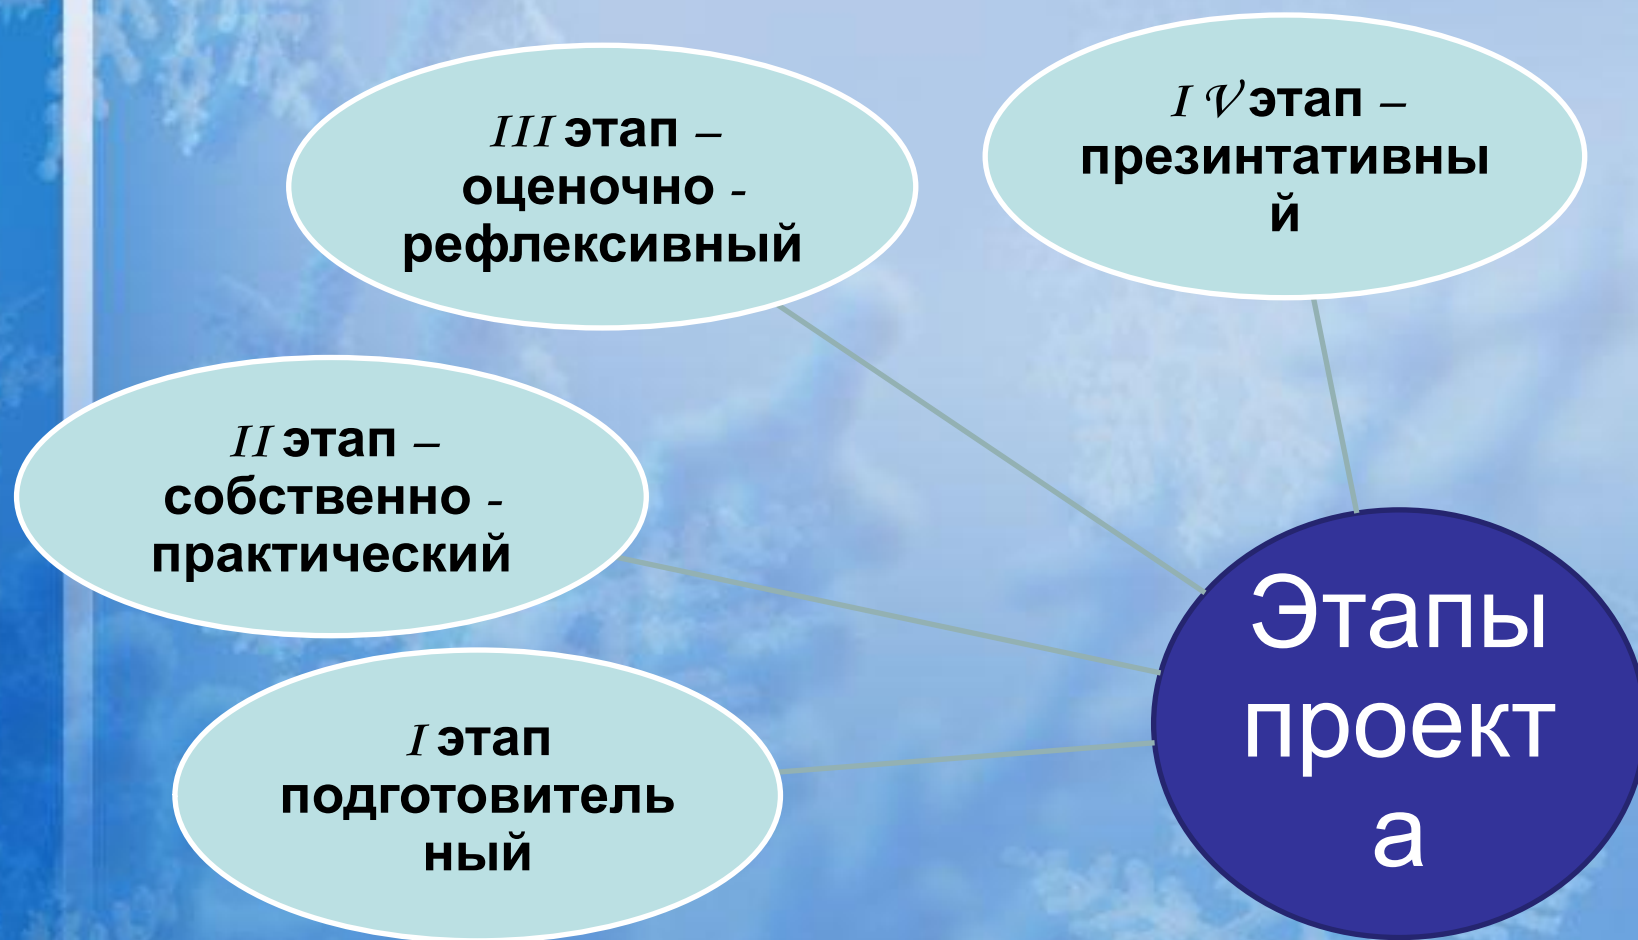 III этап –
оценочно -
рефлексивный
I V этап –
презинтативны
й
II этап –
собственно -
практический
I этап
подготовитель
ный
Этапы
проект
а